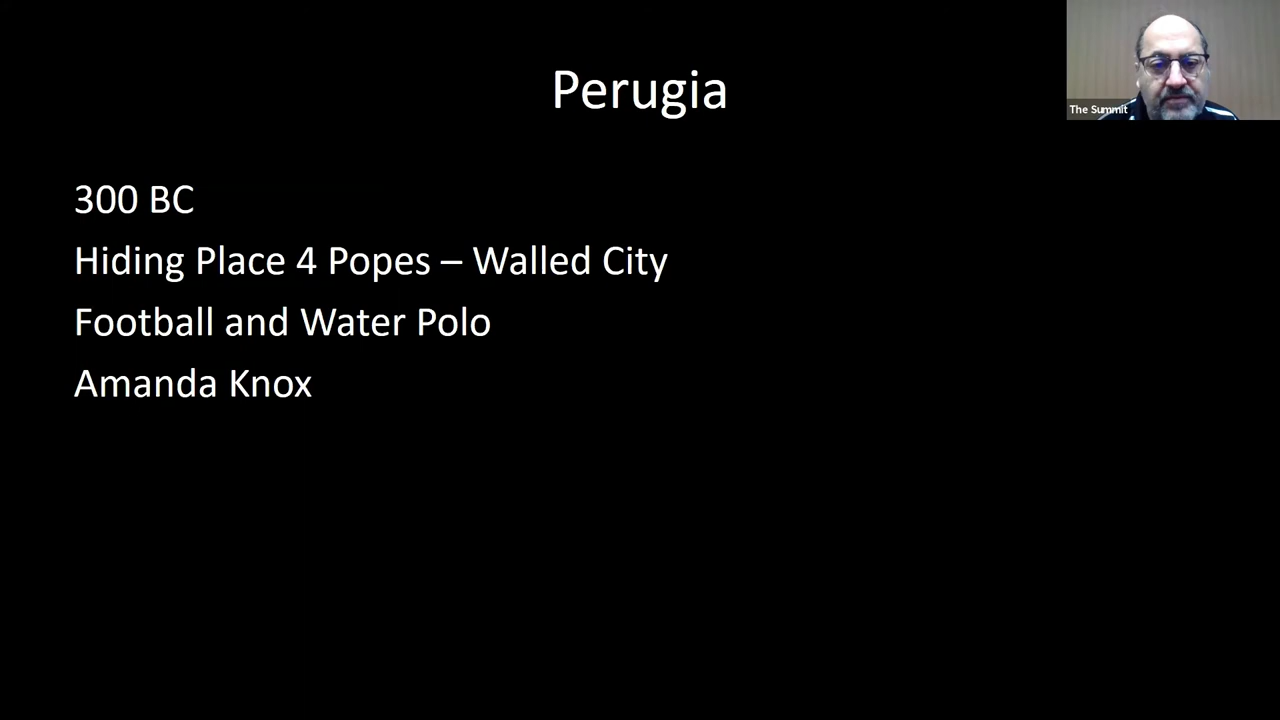 Perugia
The Summit
300 BC
Hiding Place 4 Popes – Walled City
Football and Water Polo
Amanda Knox